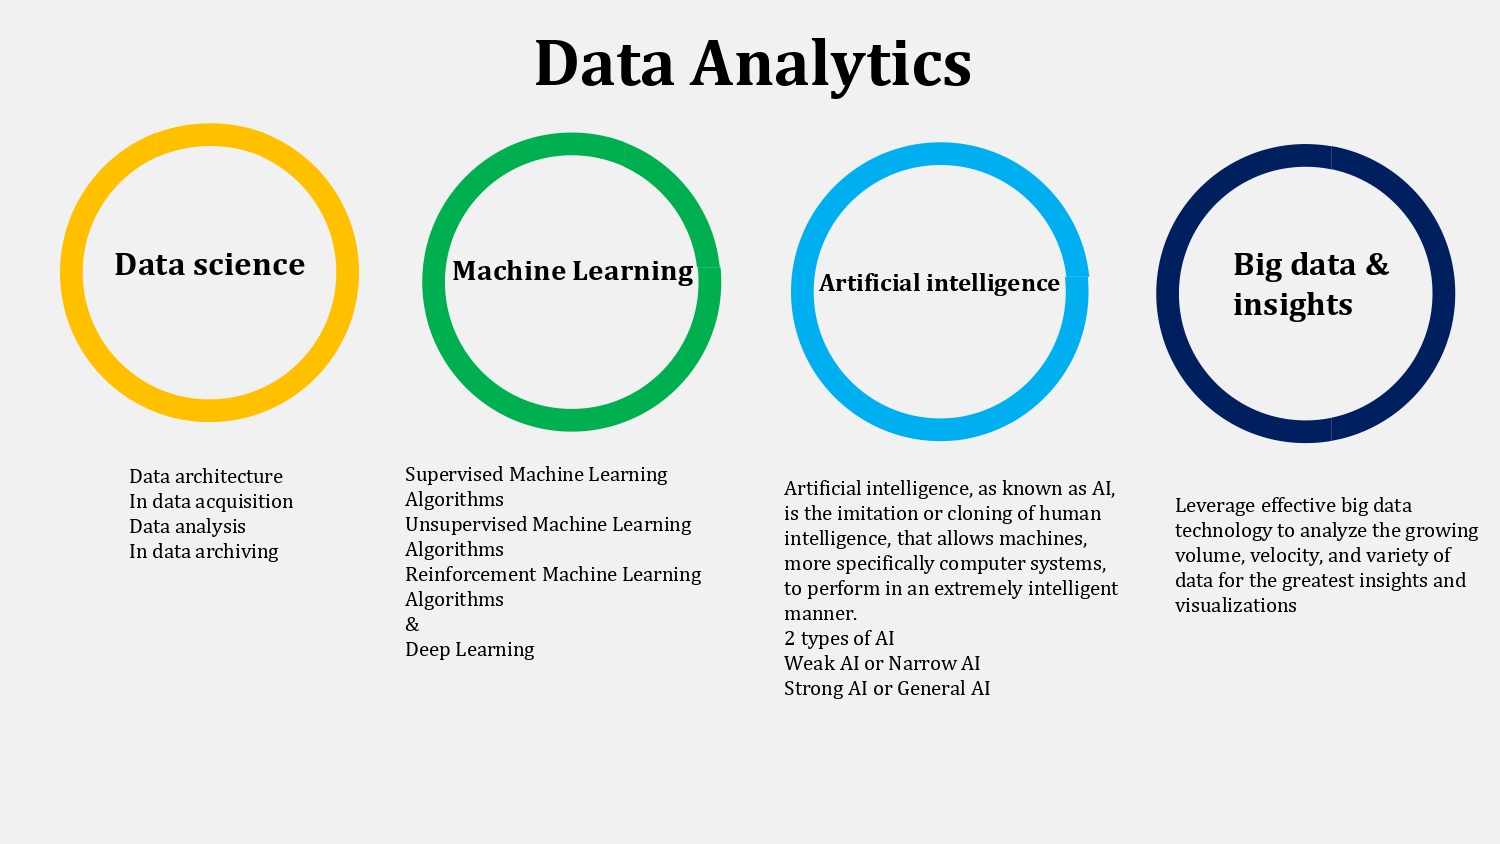 Data Analytics
Data science
Machine Learning
Artificial intelligence
Big data &
insights
Data architecture
In data acquisition
Data analysis
In data archiving
Supervised Machine Learning
Algorithms
Unsupervised Machine Learning
Algorithms
Reinforcement Machine Learning
Algorithms
&
Deep Learning
Artificial intelligence, as known as AI,
is the imitation or cloning of human
intelligence, that allows machines,
more specifically computer systems,
to perform in an extremely intelligent
manner.
2 types of AI
Weak AI or Narrow AI
Strong AI or General AI
Leverage effective big data
technology to analyze the growing
volume, velocity, and variety of
data for the greatest insights and
visualizations